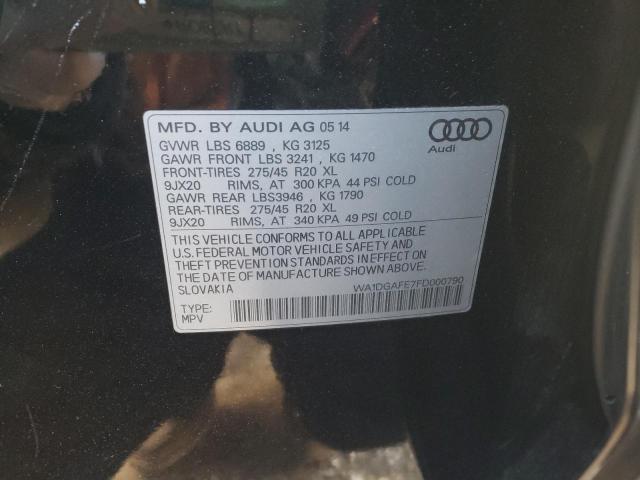 MFD. BY AUDI AG 05 14
GVWR LBS 6889 , KG 3125
GAWR FRONT LBS 3241 , KG 1470
FRONT-TIRES 275/45 R20 XL
9JX20 RIMS, AT 300 KPA 44 PSI COLD
GAWR REAR LBS3946 , KG 1790
REAR-TIRES 275/45 R20 XL
9JX20 RIMS, AT 340 KPA 49 PSI COLD
Audi
THIS VEHICLE CONFORMS TO ALL APPLICABLE
U.S. FEDERAL MOTOR VEHICLE SAFETY AND
THEFT PREVENTION STANDARDS IN EFFECT ON
THE DATE OF MANUFACTURE SHOWN ABOVE
SLOVAKIA
WA1DGAFE7FD000790
TYPE:
MPV